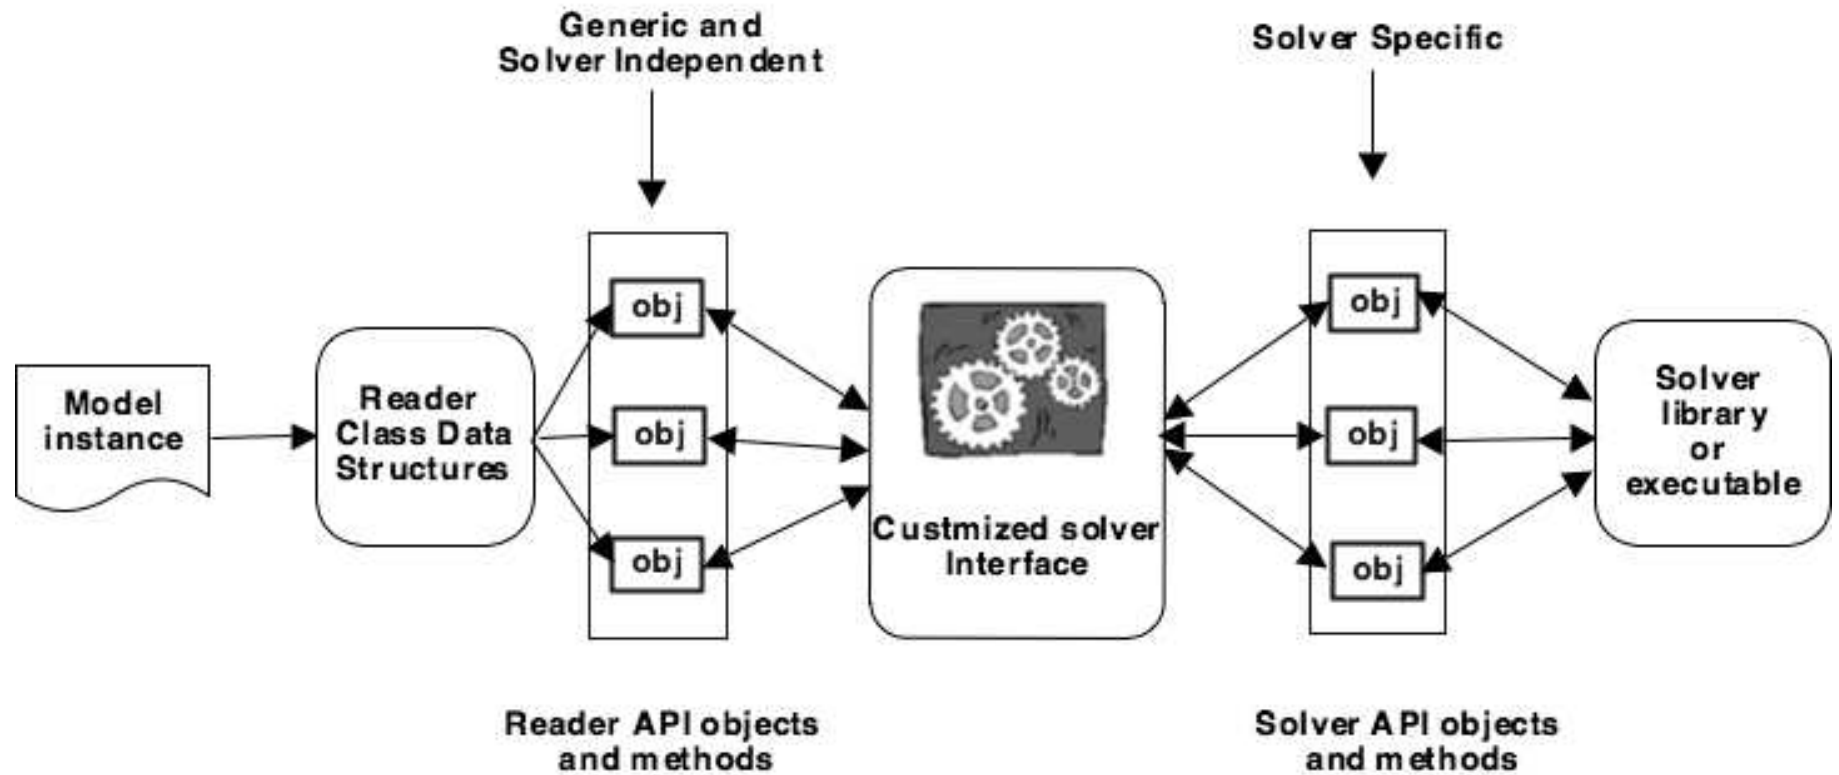 Generic and
Solver Independent
Solver Specific
obj
obj
obj
obj
obj
obj
Model
instance
Reader
Class Data
Structures
Custmized solver
Interface
Solver
library
or
executable
Reader API objects
and methods
Solver API objects
and methods